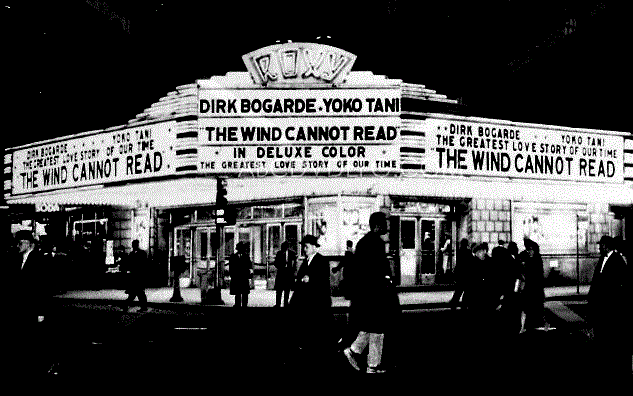 ROXY
DIRK BOGARDE · YOKO TANI
THE WIND CANNOT READ
IN DELUXE COLOR
THE GREATEST LOVE STORY OF OUR TIME
DIRK BOGARDE · · YOKO TANI
THE GREATEST LOVE STORY OF OUR TIME
THE WIND CANNOT READ
DIRK BOGARDE · · YOKO TANI
THE GREATEST LOVE STORY OF OUR TIME
THE WIND CANNOT READ